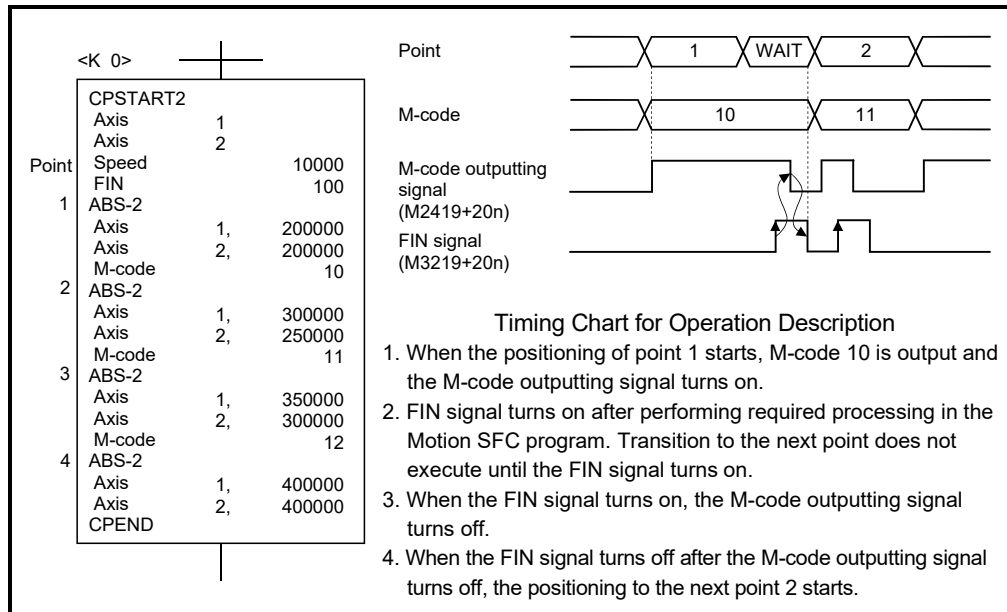 <K 0>
CPSTART2
Axis 1
Axis 2
Point Speed 10000
FIN 100
1 ABS-2
Axis 1, 200000
Axis 2, 200000
M-code 10
2 ABS-2
Axis 1, 300000
Axis 2, 250000
M-code 11
3 ABS-2
Axis 1, 350000
Axis 2, 300000
M-code 12
4 ABS-2
Axis 1, 400000
Axis 2, 400000
CPEND
Point 1 WAIT 2
M-code 10 11
M-code outputting
signal
(M2419+20n)
FIN signal
(M3219+20n)
Timing Chart for Operation Description
1. When the positioning of point 1 starts, M-code 10 is output and
the M-code outputting signal turns on.
2. FIN signal turns on after performing required processing in the
Motion SFC program. Transition to the next point does not
execute until the FIN signal turns on.
3. When the FIN signal turns on, the M-code outputting signal
turns off.
4. When the FIN signal turns off after the M-code outputting signal
turns off, the positioning to the next point 2 starts.